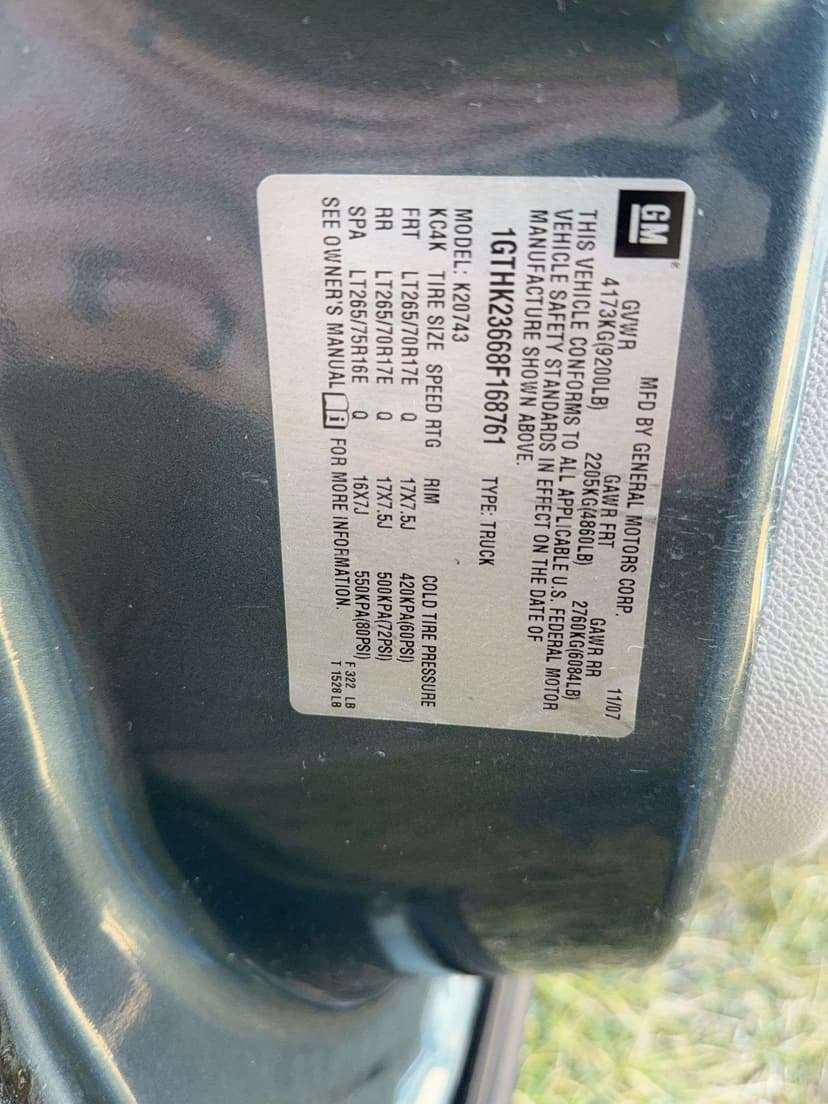 GM®
MFD BY GENERAL MOTORS CORP. 11/07
GVWR GAWR FRT GAWR RR
4173KG(9200LB) 2205KG(4860LB) 2760KG(6084LB)
THIS VEHICLE CONFORMS TO ALL APPLICABLE U.S. FEDERAL MOTOR
VEHICLE SAFETY STANDARDS IN EFFECT ON THE DATE OF
MANUFACTURE SHOWN ABOVE.
1GTHK23668F168761 TYPE: TRUCK
MODEL: K20743
KC4K TIRE SIZE SPEED RTG RIM COLD TIRE PRESSURE
FRT LT265/70R17E Q 17X7.5J 420KPA(60PSI)
RR LT265/70R17E Q 17X7.5J 500KPA(72PSI)
SPA LT265/75R16E Q 16X7J 550KPA(80PSI) F 322 LB
SEE OWNER'S MANUAL i FOR MORE INFORMATION. T 1528 LB